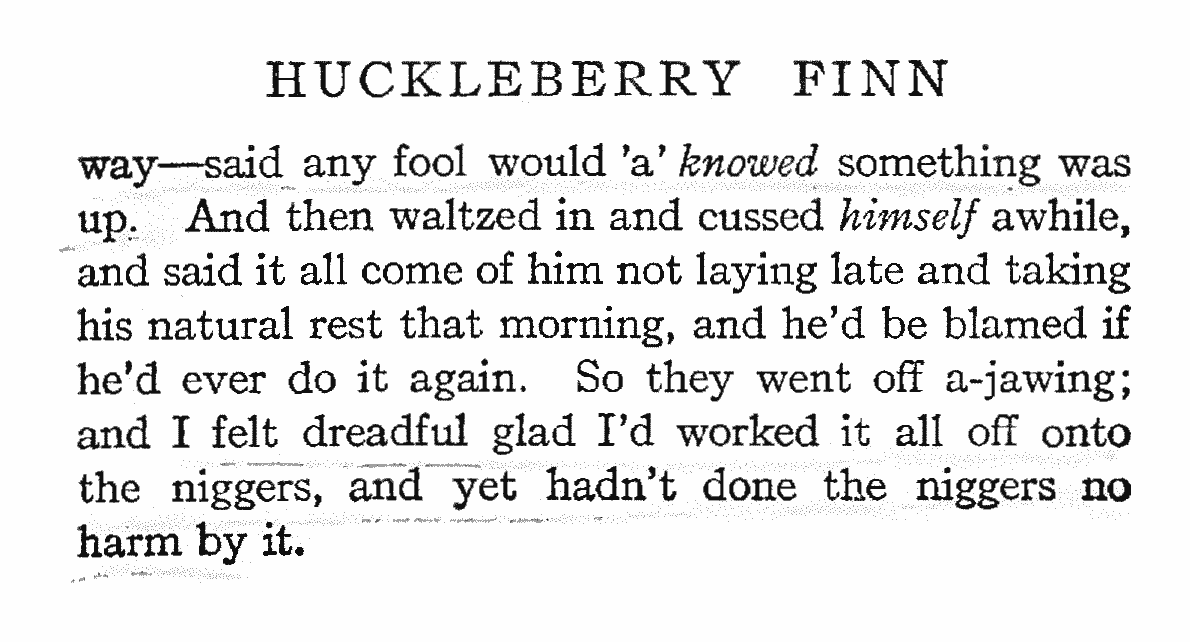 HUCKLEBERRY FINN
way—said any fool would 'a' knowed something was
up. And then waltzed in and cussed himself awhile,
and said it all come of him not laying late and taking
his natural rest that morning, and he'd be blamed if
he'd ever do it again. So they went off a-jawing;
and I felt dreadful glad I'd worked it all off onto
the niggers, and yet hadn't done the niggers no
harm by it.